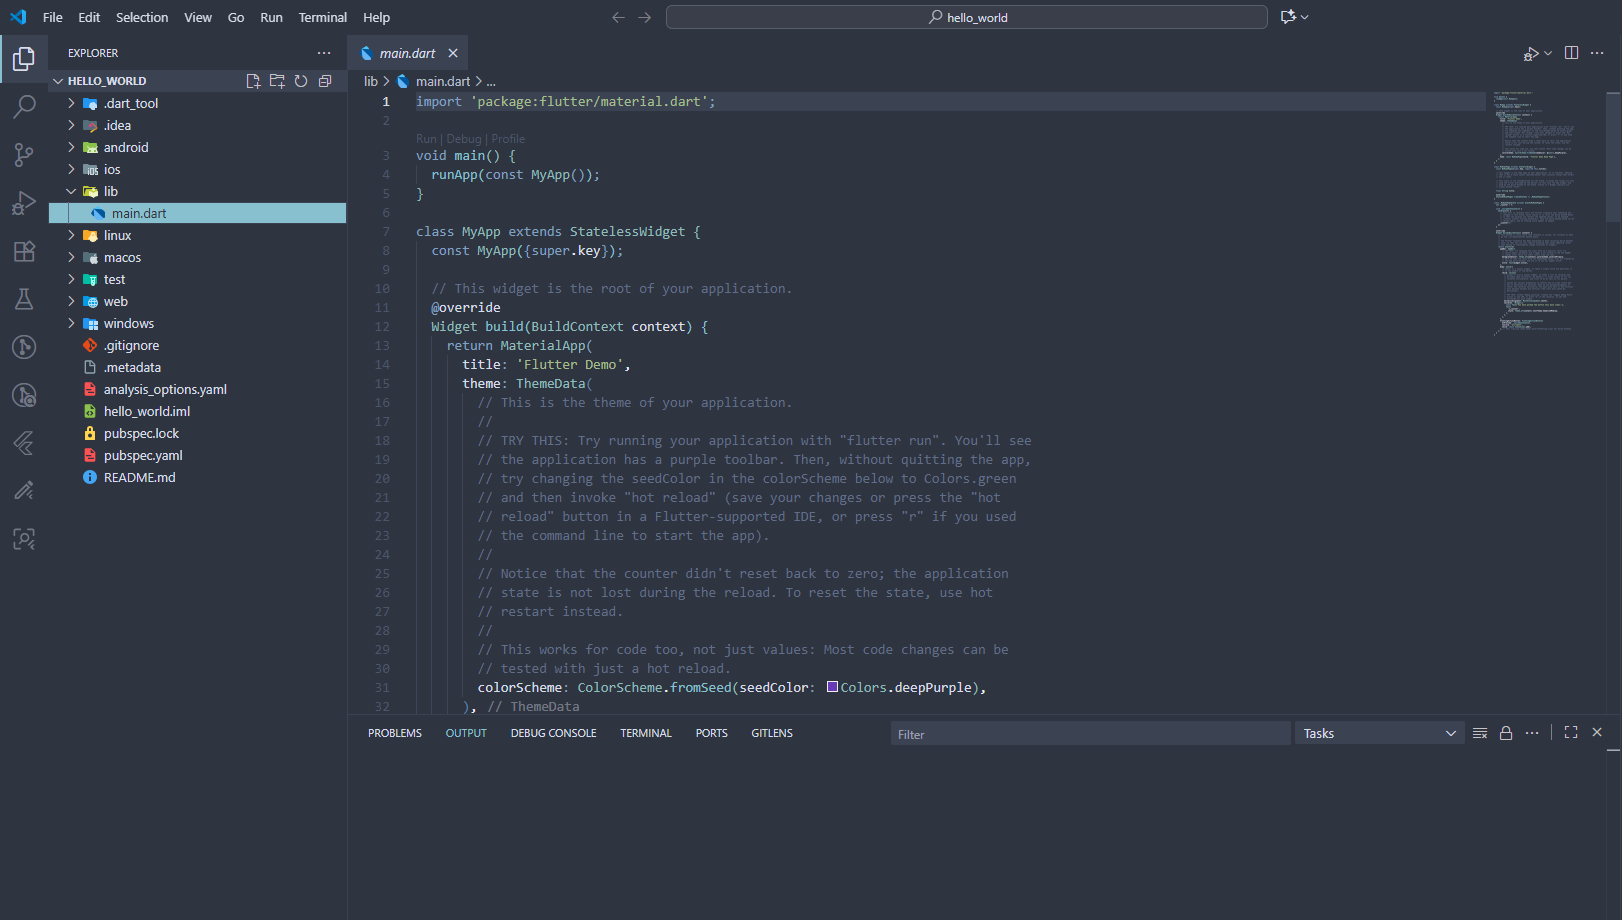 File Edit Selection View Go Run Terminal Help
hello_world
EXPLORER
HELLO_WORLD
.dart_tool
.idea
android
ios
lib
main.dart
linux
macos
test
web
windows
.gitignore
.metadata
analysis_options.yaml
hello_world.iml
pubspec.lock
pubspec.yaml
README.md
main.dart
lib > main.dart > ...
1 import 'package:flutter/material.dart';
2
Run | Debug | Profile
3 void main() {
4 runApp(const MyApp());
5 }
6
7 class MyApp extends StatelessWidget {
8 const MyApp({super.key});
9
10 // This widget is the root of your application.
11 @override
12 Widget build(BuildContext context) {
13 return MaterialApp(
14 title: 'Flutter Demo',
15 theme: ThemeData(
16 // This is the theme of your application.
17 //
18 // TRY THIS: Try running your application with "flutter run". You'll see
19 // the application has a purple toolbar. Then, without quitting the app,
20 // try changing the seedColor in the colorScheme below to Colors.green
21 // and then invoke "hot reload" (save your changes or press the "hot
22 // reload" button in a Flutter-supported IDE, or press "r" if you used
23 // the command line to start the app).
24 //
25 // Notice that the counter didn't reset back to zero; the application
26 // state is not lost during the reload. To reset the state, use hot
27 // restart instead.
28 //
29 // This works for code too, not just values: Most code changes can be
30 // tested with just a hot reload.
31 colorScheme: ColorScheme.fromSeed(seedColor: Colors.deepPurple),
32 ), // ThemeData
PROBLEMS OUTPUT DEBUG CONSOLE TERMINAL PORTS GITLENS
Filter
Tasks